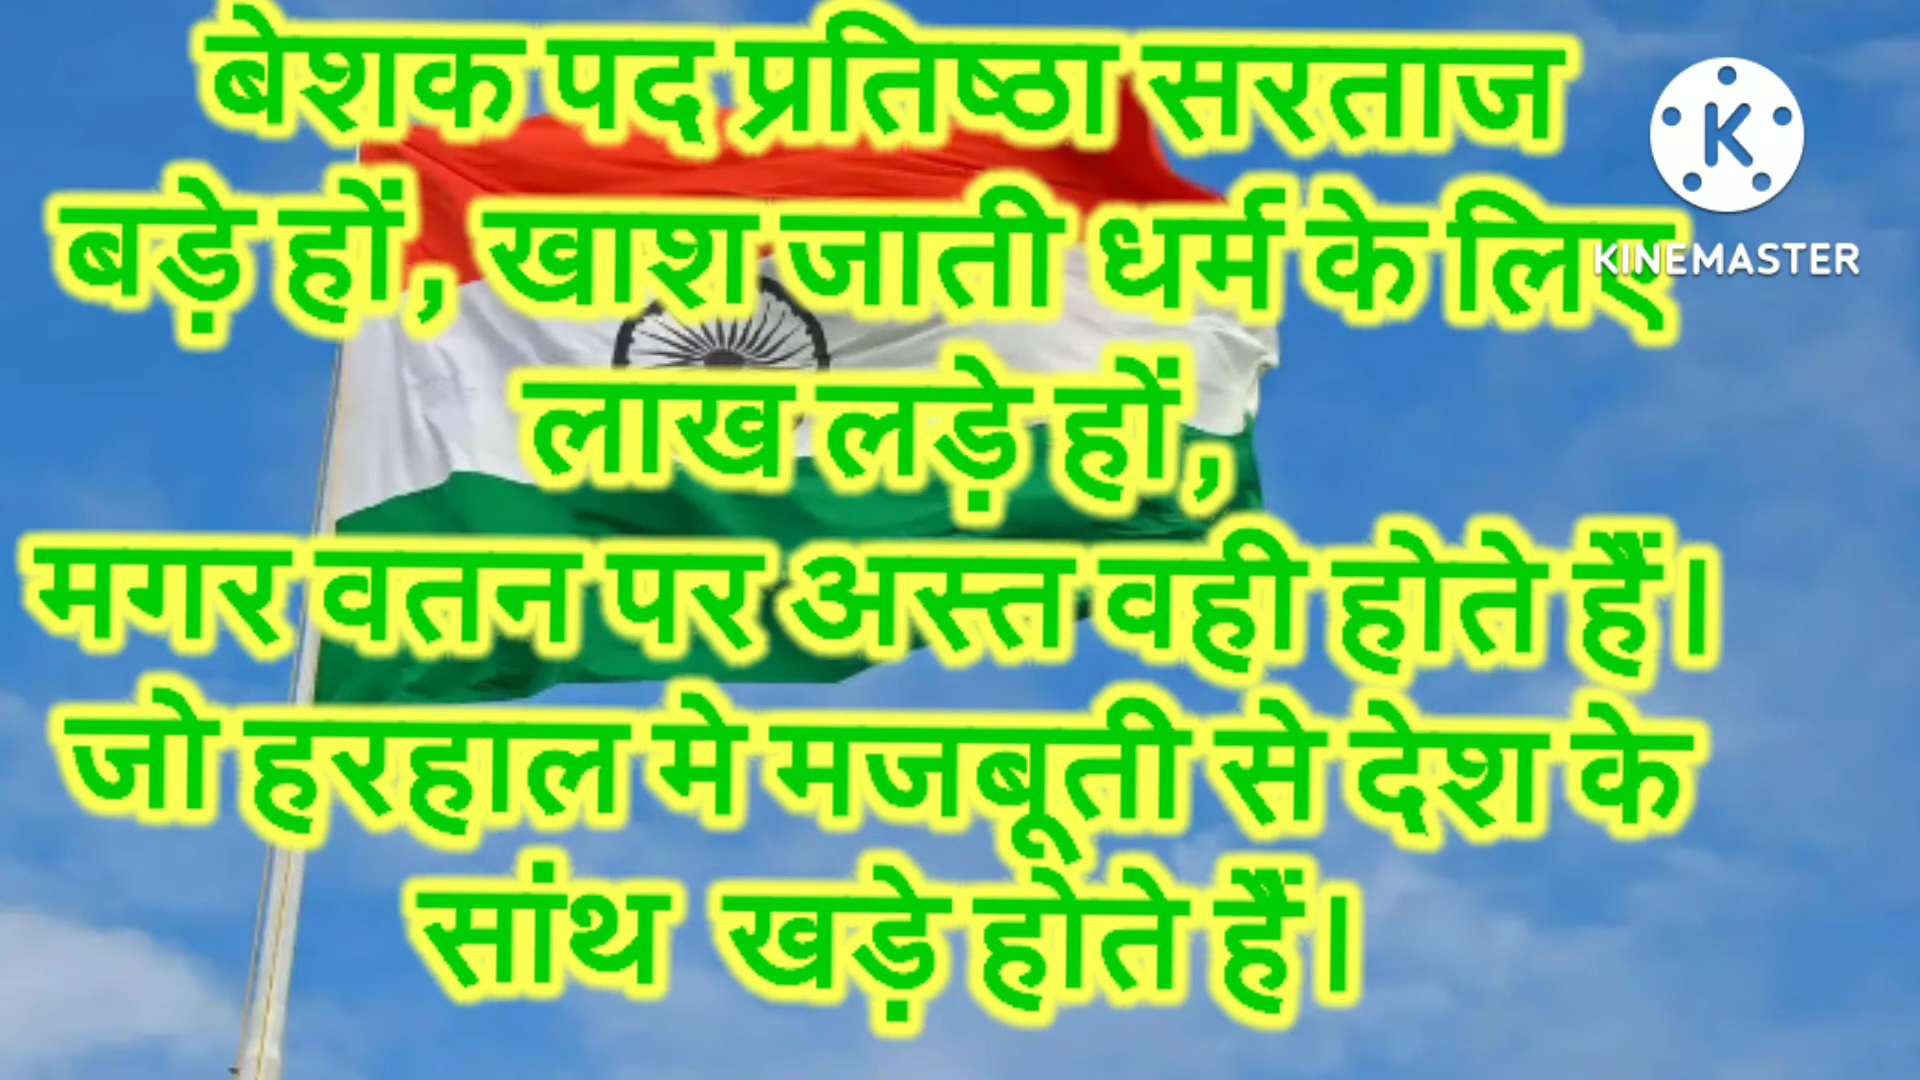 बेशक पद प्रतिष्ठा सरताज
बड़े हों, खाश जाती धर्म के लिए
लाख लड़े हों,
मगर वतन पर अस्त वही होते हैं।
जो हरहाल मे मजबूती से देश के
सांथ खड़े होते हैं।
K
KINEMASTER